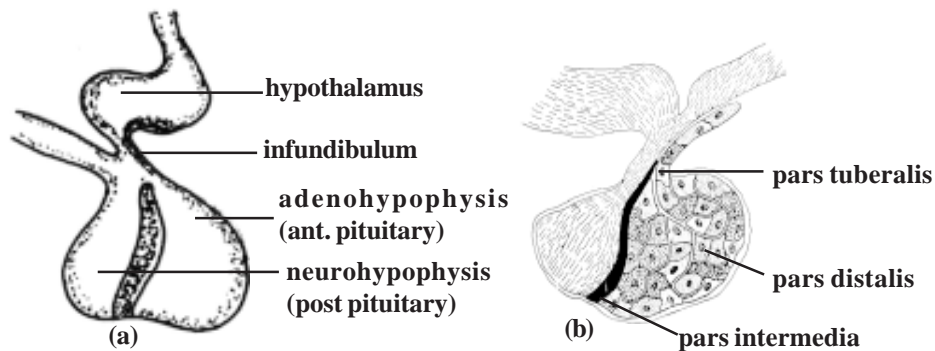 hypothalamus
infundibulum
adenohypophysis
(ant. pituitary)
neurohypophysis
(post pituitary)
(a)
pars tuberalis
pars distalis
pars intermedia
(b)